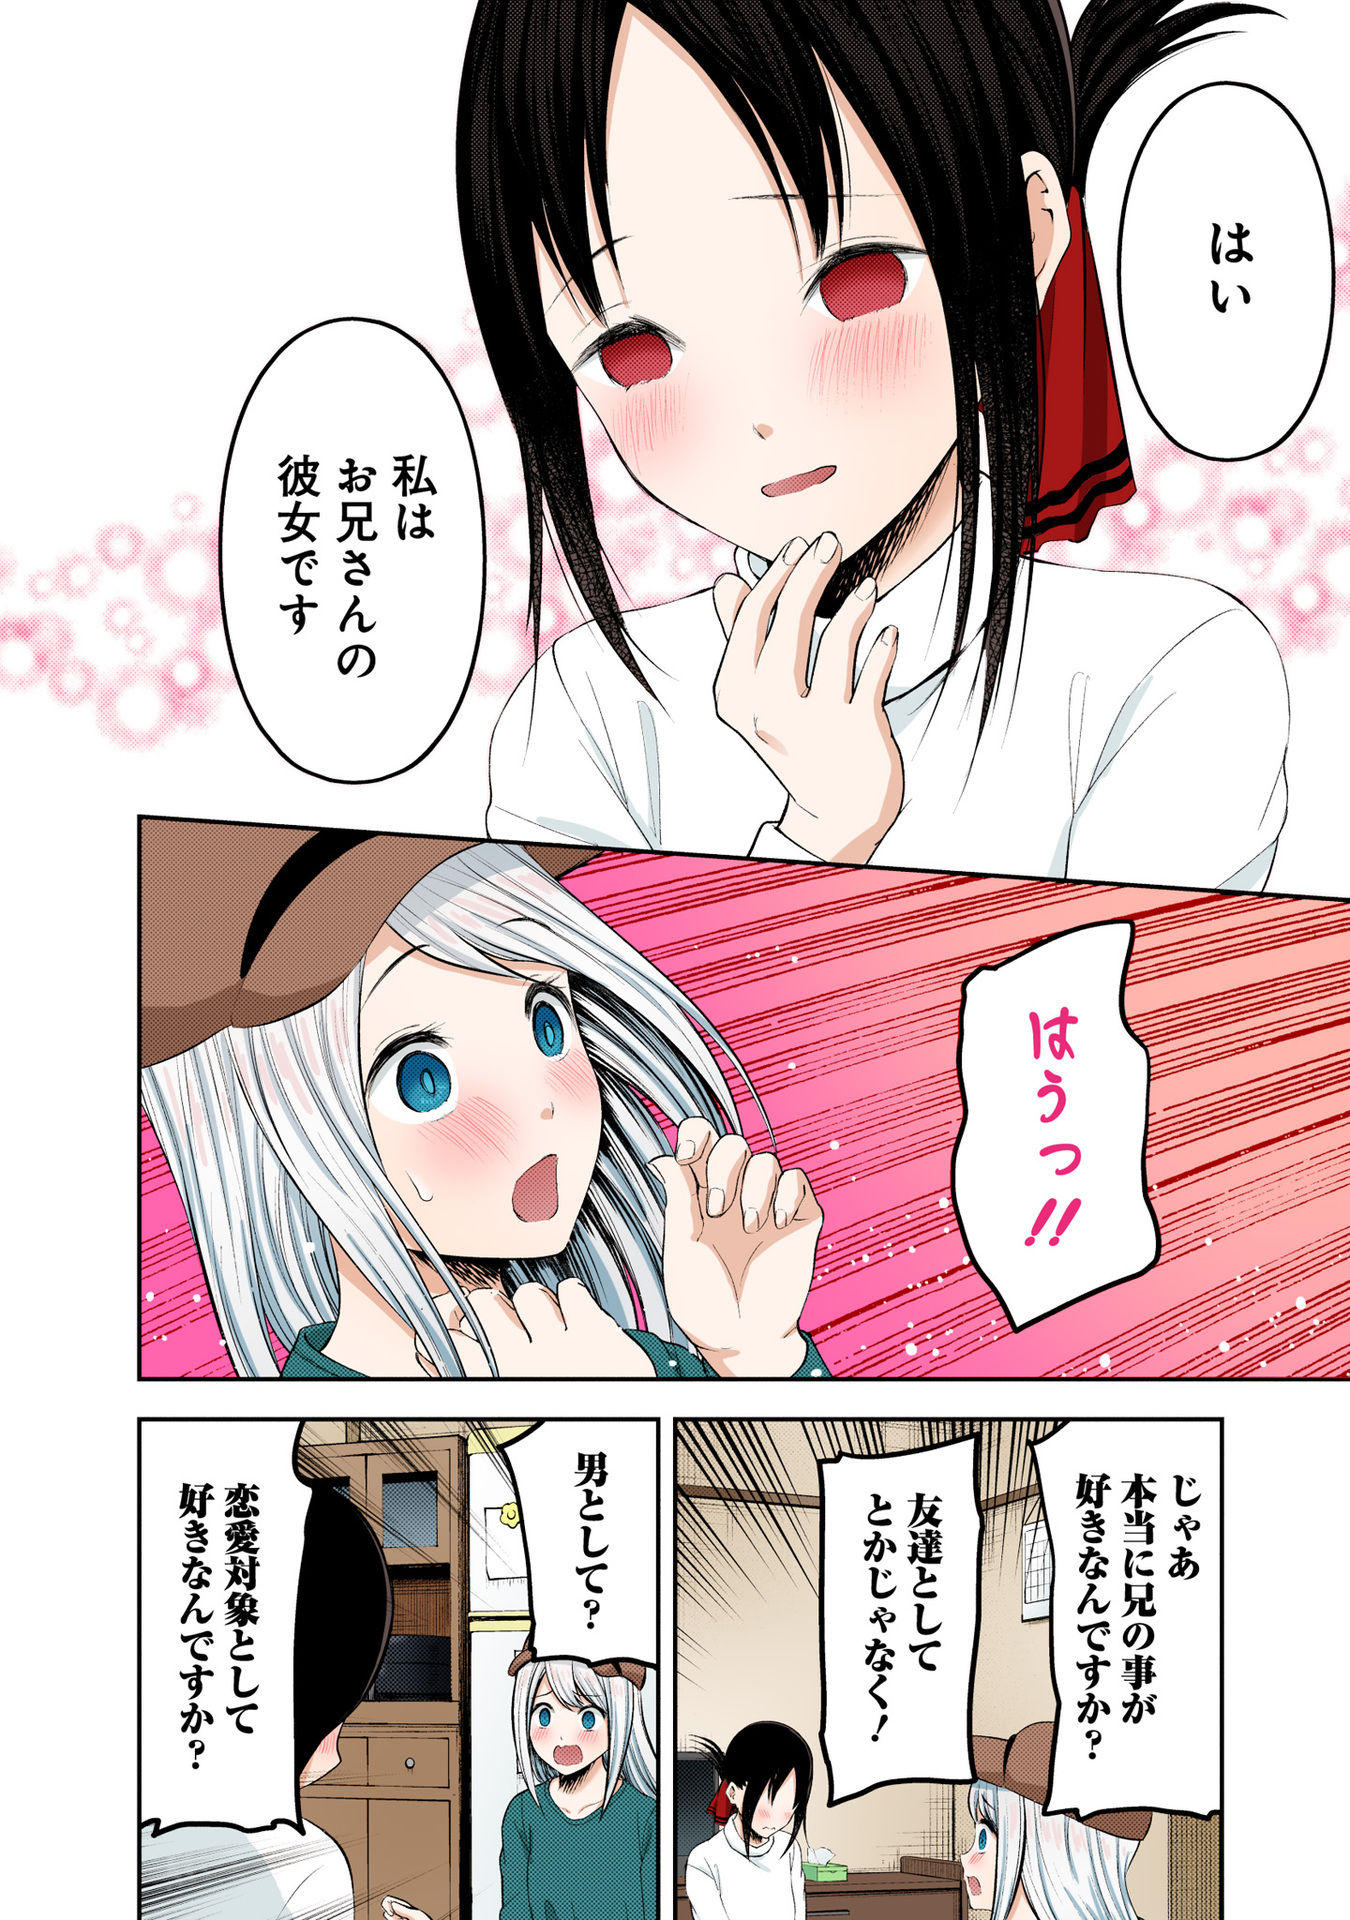 はい
私は
お兄さんの
彼女です
はうっ!!
じゃあ
本当に兄の事が
好きなんですか?
友達として
とかじゃなく!
男として?
恋愛対象として
好きなんですか?